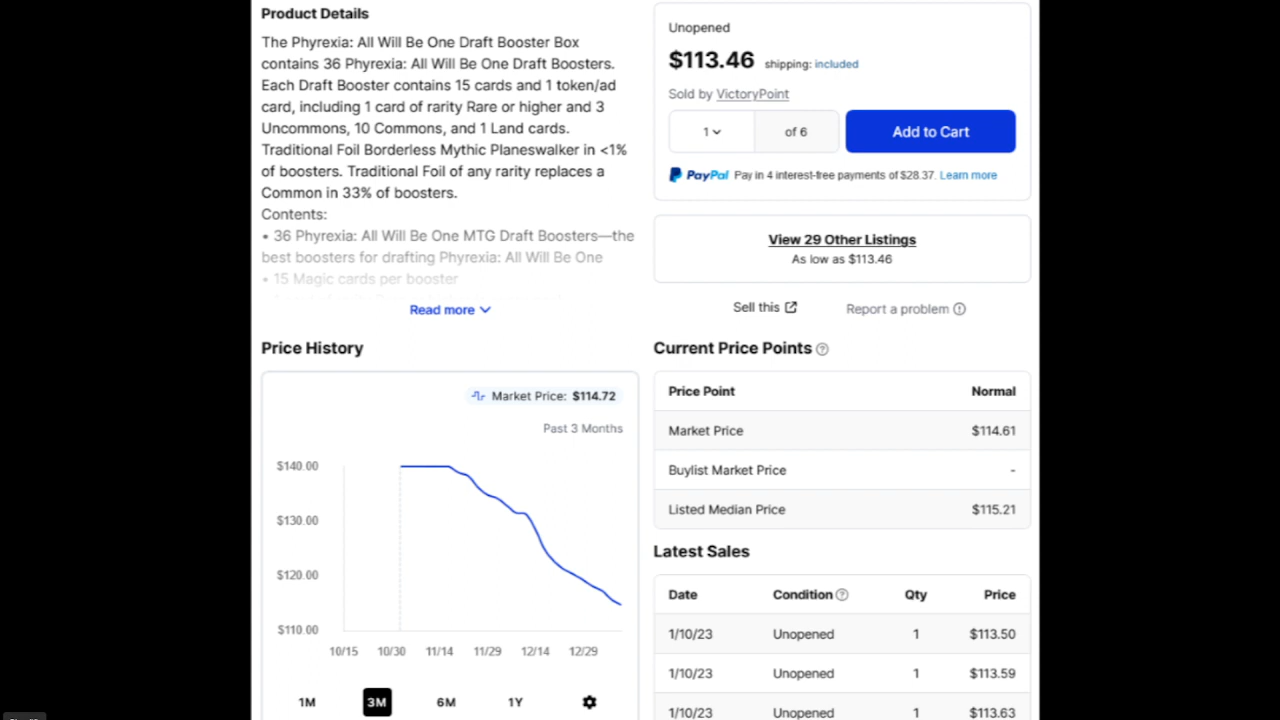 Product Details
The Phyrexia: All Will Be One Draft Booster Box
contains 36 Phyrexia: All Will Be One Draft Boosters.
Each Draft Booster contains 15 cards and 1 token/ad
card, including 1 card of rarity Rare or higher and 3
Uncommons, 10 Commons, and 1 Land cards.
Traditional Foil Borderless Mythic Planeswalker in <1%
of boosters. Traditional Foil of any rarity replaces a
Common in 33% of boosters.
Contents:
• 36 Phyrexia: All Will Be One MTG Draft Boosters—the
best boosters for drafting Phyrexia: All Will Be One
• 15 Magic cards per booster
Read more
Unopened
$113.46 shipping: included
Sold by VictoryPoint
1 of 6 Add to Cart
PayPal Pay in 4 interest-free payments of $28.37. Learn more
View 29 Other Listings
As low as $113.46
Sell this Report a problem
Price History
Market Price: $114.72
Past 3 Months
$140.00
$130.00
$120.00
$110.00
10/15 10/30 11/14 11/29 12/14 12/29
1M 3M 6M 1Y
Current Price Points
Price Point Normal
Market Price $114.61
Buylist Market Price -
Listed Median Price $115.21
Latest Sales
Date Condition Qty Price
1/10/23 Unopened 1 $113.50
1/10/23 Unopened 1 $113.59
1/10/23 Unopened 1 $113.63